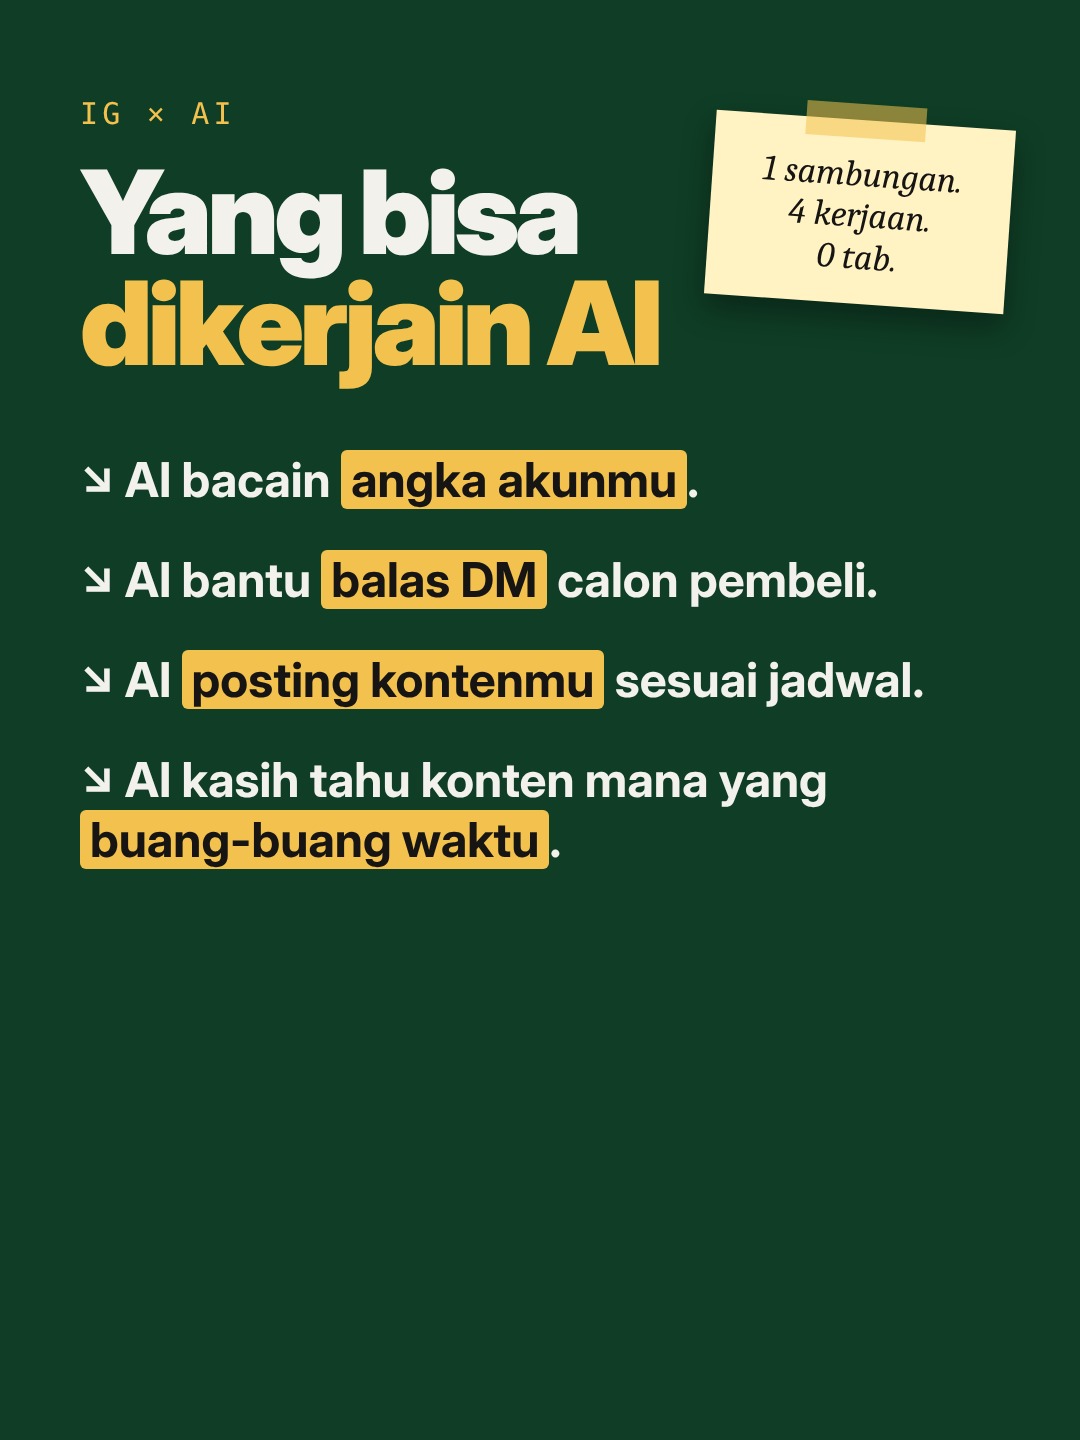 IG × AI
Yang bisa
dikerjain AI
1 sambungan.
4 kerjaan.
0 tab.
↘ AI bacain angka akunmu.
↘ AI bantu balas DM calon pembeli.
↘ AI posting kontenmu sesuai jadwal.
↘ AI kasih tahu konten mana yang
buang-buang waktu.